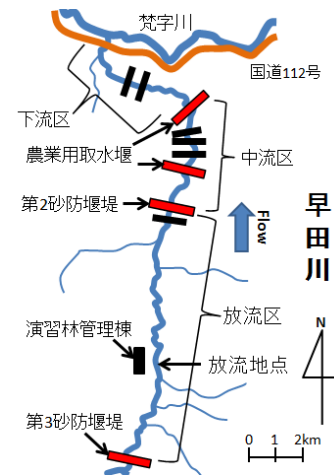 梵字川
国道112号
下流区
農業用取水堰
中流区
第2砂防堰堤
Flow
早田川
放流区
演習林管理棟
放流地点
N
第3砂防堰堤
0 1 2km